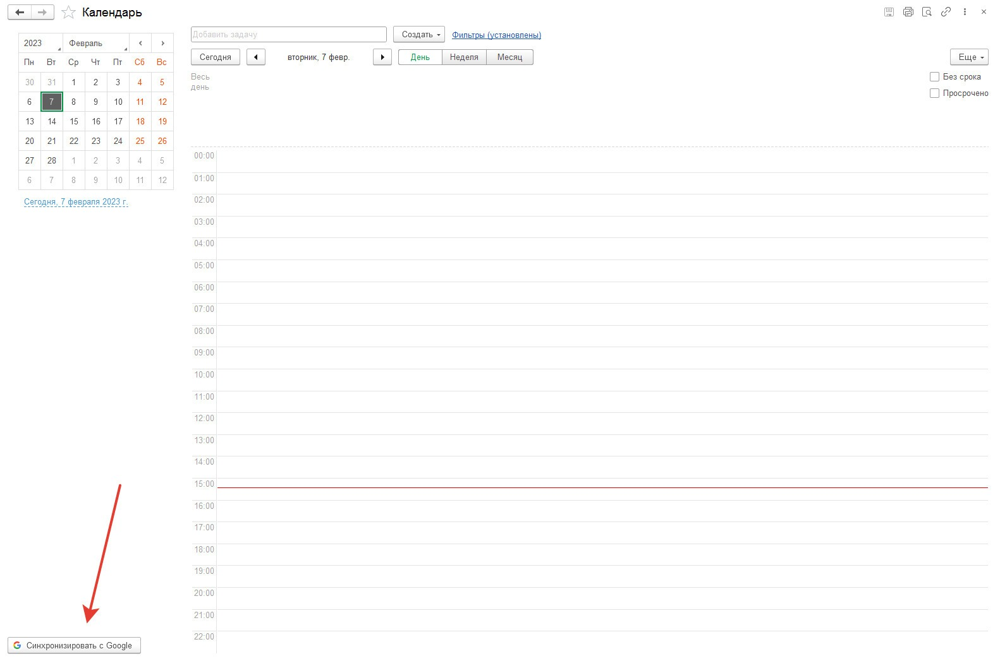 Календарь
2023 Февраль
Пн Вт Ср Чт Пт Сб Вс
30 31 1 2 3 4 5
6 7 8 9 10 11 12
13 14 15 16 17 18 19
20 21 22 23 24 25 26
27 28 1 2 3 4 5
6 7 8 9 10 11 12
Сегодня, 7 февраля 2023 г.
Синхронизировать с Google
Добавить задачу Создать Фильтры (установлены)
Сегодня вторник, 7 февр. День Неделя Месяц Еще
Весь
день
Без срока
Просрочено
00:00
01:00
02:00
03:00
04:00
05:00
06:00
07:00
08:00
09:00
10:00
11:00
12:00
13:00
14:00
15:00
16:00
17:00
18:00
19:00
20:00
21:00
22:00